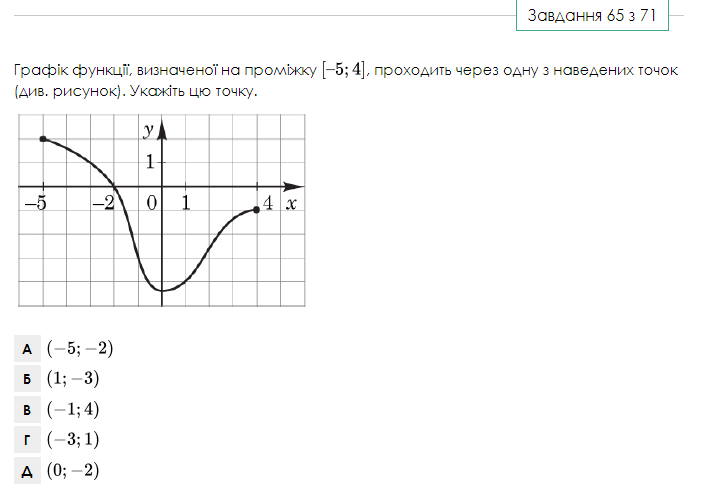 Завдання 65 з 71
Графік функції, визначеної на проміжку [−5; 4], проходить через одну з наведених точок
(див. рисунок). Укажіть цю точку.
y
1
−5 −2 0 1 4 x
А (−5; −2)
Б (1; −3)
В (−1; 4)
Г (−3; 1)
Д (0; −2)